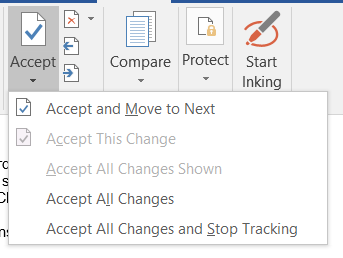 Accept
Compare
Protect
Start
Inking
Accept and Move to Next
Accept This Change
Accept All Changes Shown
Accept All Changes
Accept All Changes and Stop Tracking